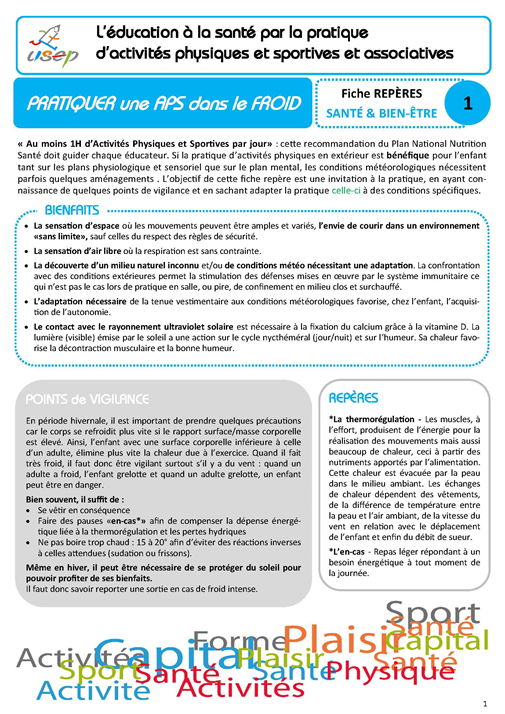 usep
L'éducation à la santé par la pratique
d'activités physiques et sportives et associatives
PRATIQUER une APS dans le FROID
Fiche REPÈRES
SANTÉ & BIEN-ÊTRE
1
« Au moins 1H d'Activités Physiques et Sportives par jour» : cette recommandation du Plan National Nutrition
Santé doit guider chaque éducateur. Si la pratique d'activités physiques en extérieur est bénéfique pour l'enfant
tant sur les plans physiologique et sensoriel que sur le plan mental, les conditions météorologiques nécessitent
parfois quelques aménagements . L'objectif de cette fiche repère est une invitation à la pratique, en ayant con-
naissance de quelques points de vigilance et en sachant adapter la pratique celle-ci à des conditions spécifiques.
BIENFAITS
• La sensation d'espace où les mouvements peuvent être amples et variés, l'envie de courir dans un environnement
«sans limite», sauf celles du respect des règles de sécurité.
• La sensation d'air libre où la respiration est sans contrainte.
• La découverte d'un milieu naturel inconnu et/ou de conditions météo nécessitant une adaptation. La confrontation
avec des conditions extérieures permet la stimulation des défenses mises en œuvre par le système immunitaire ce
qui n'est pas le cas lors de pratique en salle, ou pire, de confinement en milieu clos et surchauffé.
• L'adaptation nécessaire de la tenue vestimentaire aux conditions météorologiques favorise, chez l'enfant, l'acquisi-
tion de l'autonomie.
• Le contact avec le rayonnement ultraviolet solaire est nécessaire à la fixation du calcium grâce à la vitamine D. La
lumière (visible) émise par le soleil a une action sur le cycle nycthéméral (jour/nuit) et sur l'humeur. Sa chaleur favo-
rise la décontraction musculaire et la bonne humeur.
POINTS de VIGILANCE
En période hivernale, il est important de prendre quelques précautions
car le corps se refroidit plus vite si le rapport surface/masse corporelle
est élevé. Ainsi, l'enfant avec une surface corporelle inférieure à celle
d'un adulte, élimine plus vite la chaleur due à l'exercice. Quand il fait
très froid, il faut donc être vigilant surtout s'il y a du vent : quand un
adulte a froid, l'enfant grelotte et quand un adulte grelotte, un enfant
peut être en danger.
Bien souvent, il suffit de :
• Se vêtir en conséquence
• Faire des pauses «en-cas*» afin de compenser la dépense énergé-
tique liée à la thermorégulation et les pertes hydriques
• Ne pas boire trop chaud : 15 à 20° afin d'éviter des réactions inverses
à celles attendues (sudation ou frissons).
Même en hiver, il peut être nécessaire de se protéger du soleil pour
pouvoir profiter de ses bienfaits.
Il faut donc savoir reporter une sortie en cas de froid intense.
REPÈRES
*La thermorégulation - Les muscles, à
l'effort, produisent de l'énergie pour la
réalisation des mouvements mais aussi
beaucoup de chaleur, ceci à partir des
nutriments apportés par l'alimentation.
Cette chaleur est évacuée par la peau
dans le milieu ambiant. Les échanges
de chaleur dépendent des vêtements,
de la différence de température entre
la peau et l'air ambiant, de la vitesse du
vent en relation avec le déplacement
de l'enfant et enfin du débit de sueur.
*L'en-cas - Repas léger répondant à un
besoin énergétique à tout moment de
la journée.
Sport
Santé
Forme
Plaisir
Capital
Activités
Capital
Plaisir
Santé
Sport
Santé
Santé
Physique
Activité
Activités
1